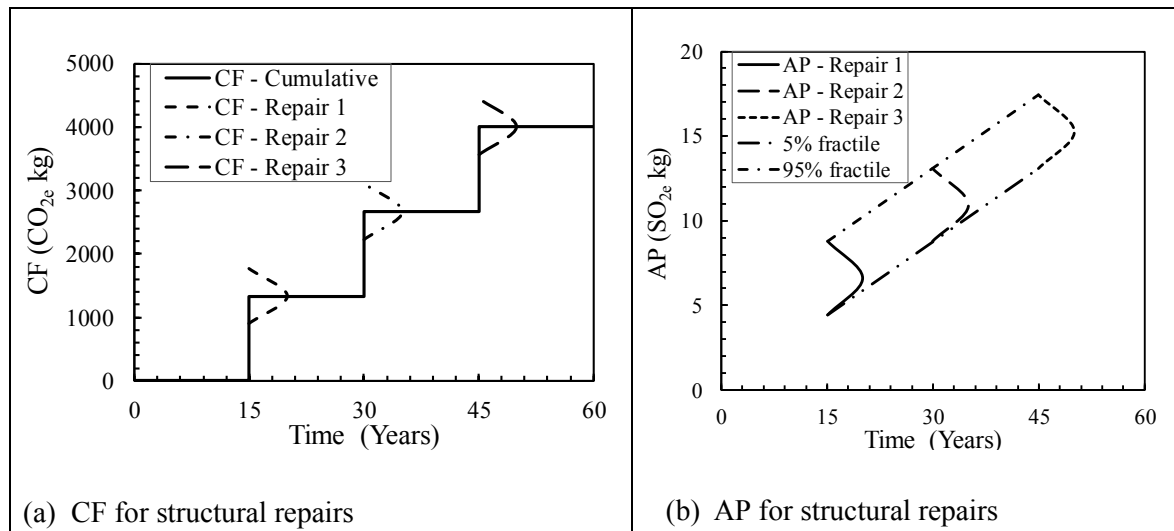 5000
4000
3000
2000
1000
0
CF (CO2e kg)
CF - Cumulative
CF - Repair 1
CF - Repair 2
CF - Repair 3
0 15 30 45 60
Time (Years)
(a) CF for structural repairs
20
15
10
5
0
AP (SO2e kg)
AP - Repair 1
AP - Repair 2
AP - Repair 3
5% fractile
95% fractile
0 15 30 45 60
Time (Years)
(b) AP for structural repairs